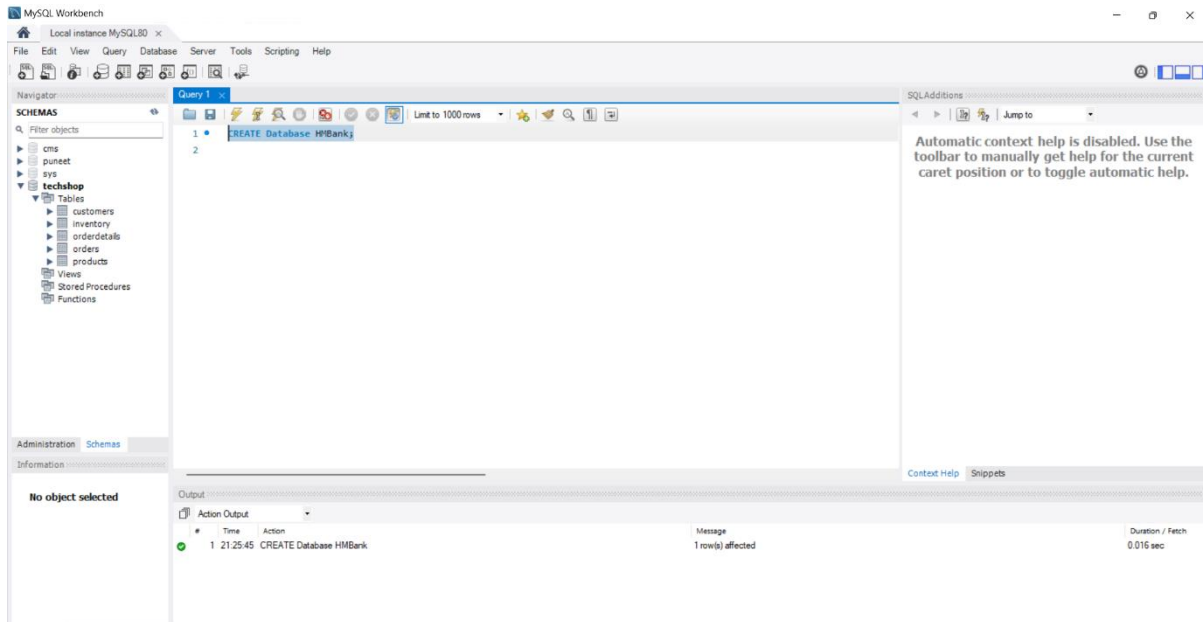 MySQL Workbench
Local instance MySQL80
File Edit View Query Database Server Tools Scripting Help
Navigator
SCHEMAS
Filter objects
cms
puneet
sys
techshop
Tables
customers
inventory
orderdetails
orders
products
Views
Stored Procedures
Functions
Administration Schemas
Information
No object selected
Query 1
Limit to 1000 rows
1 CREATE Database HMBank;
2
SQLAdditions
Jump to
Automatic context help is disabled. Use the
toolbar to manually get help for the current
caret position or to toggle automatic help.
Context Help Snippets
Output
Action Output
# Time Action Message Duration / Fetch
1 21:25:45 CREATE Database HMBank 1 row(s) affected 0.016 sec